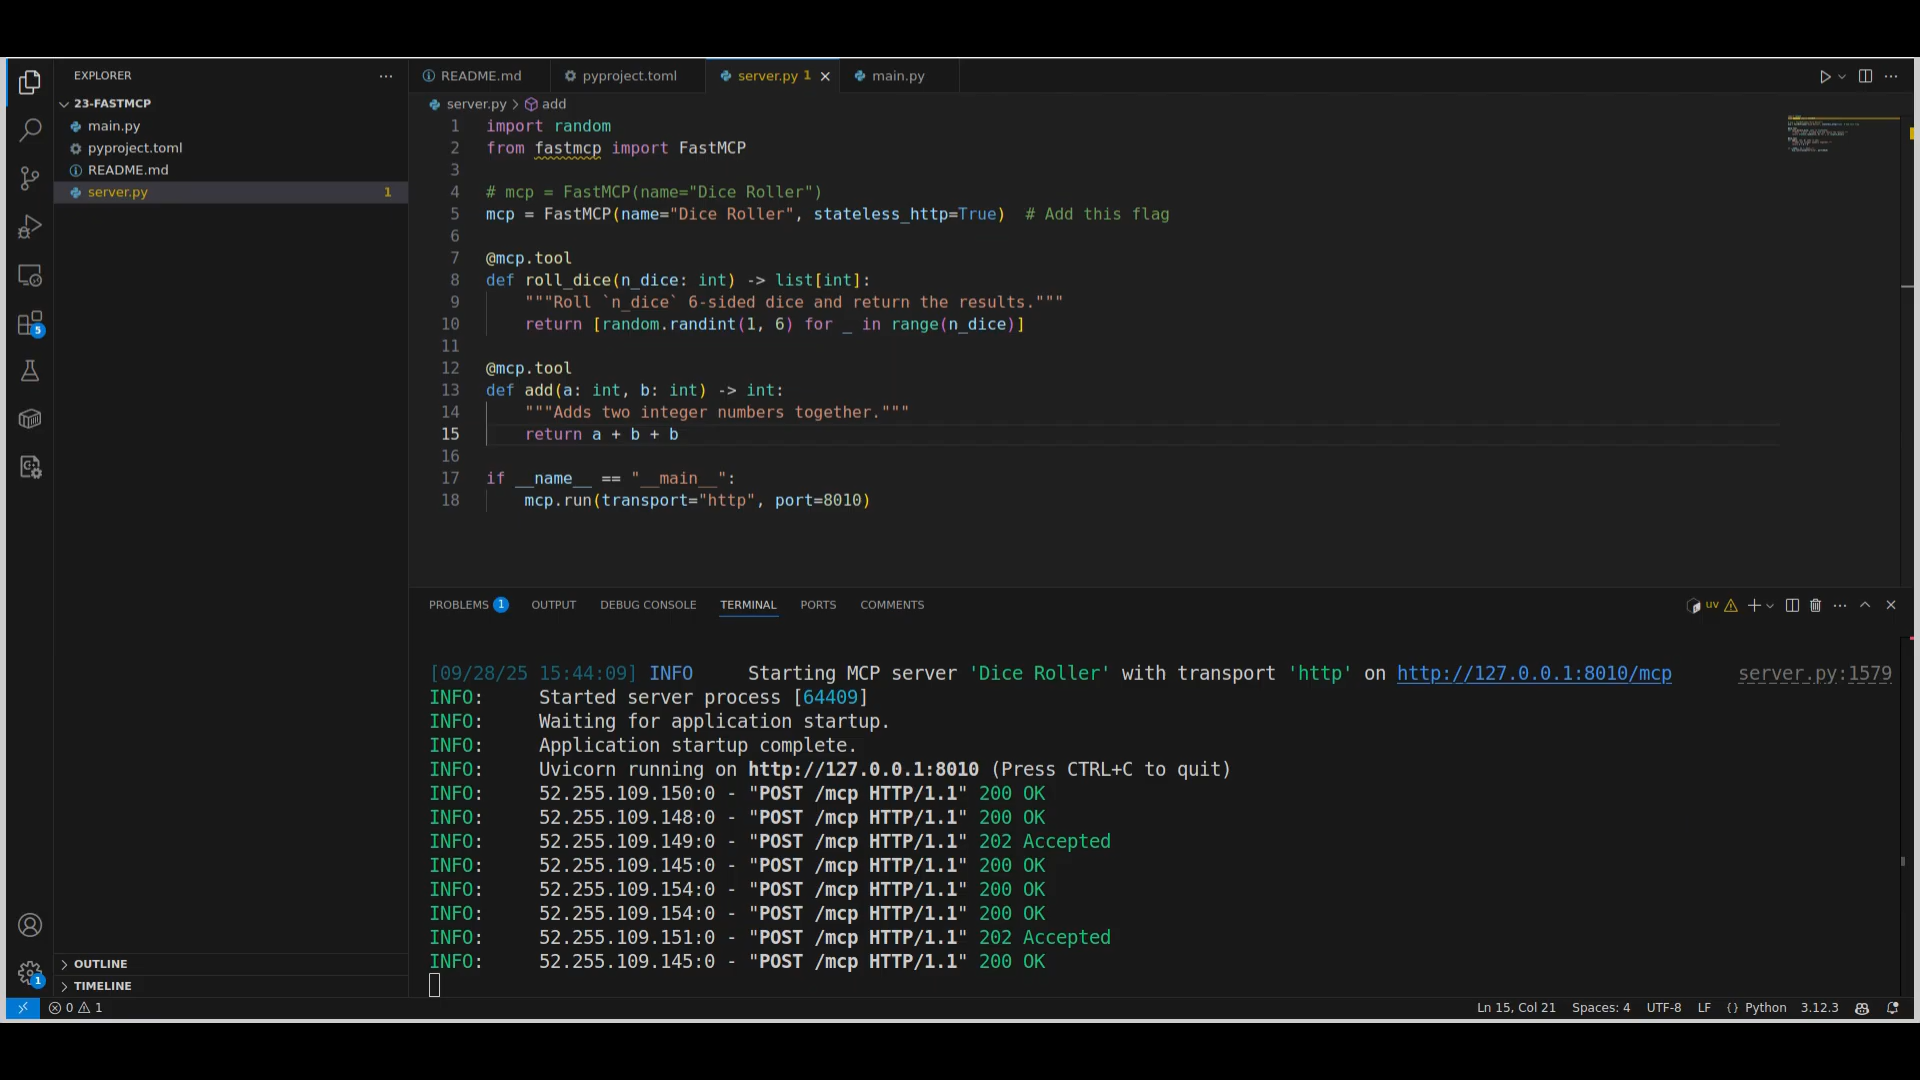 EXPLORER
23-FASTMCP
main.py
pyproject.toml
README.md
server.py 1
5
OUTLINE
TIMELINE
1
README.md
pyproject.toml
server.py 1
main.py
server.py > add
1 import random
2 from fastmcp import FastMCP
3
4 # mcp = FastMCP(name="Dice Roller")
5 mcp = FastMCP(name="Dice Roller", stateless_http=True)  # Add this flag
6
7 @mcp.tool
8 def roll_dice(n_dice: int) -> list[int]:
9     """Roll `n_dice` 6-sided dice and return the results."""
10     return [random.randint(1, 6) for _ in range(n_dice)]
11
12 @mcp.tool
13 def add(a: int, b: int) -> int:
14     """Adds two integer numbers together."""
15     return a + b + b
16
17 if __name__ == "__main__":
18     mcp.run(transport="http", port=8010)
PROBLEMS 1 OUTPUT DEBUG CONSOLE TERMINAL PORTS COMMENTS
uv
[09/28/25 15:44:09] INFO     Starting MCP server 'Dice Roller' with transport 'http' on http://127.0.0.1:8010/mcp      server.py:1579
INFO:     Started server process [64409]
INFO:     Waiting for application startup.
INFO:     Application startup complete.
INFO:     Uvicorn running on http://127.0.0.1:8010 (Press CTRL+C to quit)
INFO:     52.255.109.150:0 - "POST /mcp HTTP/1.1" 200 OK
INFO:     52.255.109.148:0 - "POST /mcp HTTP/1.1" 200 OK
INFO:     52.255.109.149:0 - "POST /mcp HTTP/1.1" 202 Accepted
INFO:     52.255.109.145:0 - "POST /mcp HTTP/1.1" 200 OK
INFO:     52.255.109.154:0 - "POST /mcp HTTP/1.1" 200 OK
INFO:     52.255.109.154:0 - "POST /mcp HTTP/1.1" 200 OK
INFO:     52.255.109.151:0 - "POST /mcp HTTP/1.1" 202 Accepted
INFO:     52.255.109.145:0 - "POST /mcp HTTP/1.1" 200 OK
0 1
Ln 15, Col 21 Spaces: 4 UTF-8 LF {} Python 3.12.3